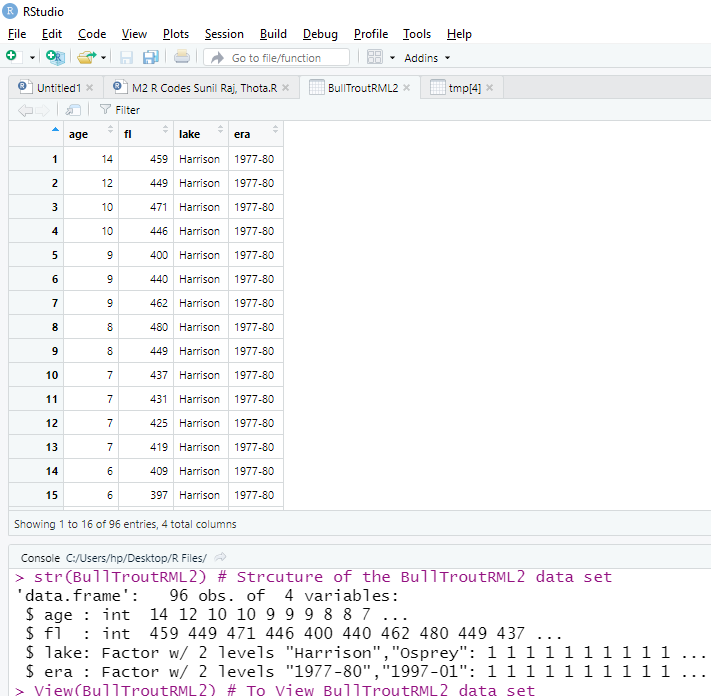 RStudio
File Edit Code View Plots Session Build Debug Profile Tools Help
Go to file/function Addins
Untitled1 M2 R Codes Sunil Raj, Thota.R BullTroutRML2 tmp[4]
Filter
age fl lake era
1 14 459 Harrison 1977-80
2 12 449 Harrison 1977-80
3 10 471 Harrison 1977-80
4 10 446 Harrison 1977-80
5 9 400 Harrison 1977-80
6 9 440 Harrison 1977-80
7 9 462 Harrison 1977-80
8 8 480 Harrison 1977-80
9 8 449 Harrison 1977-80
10 7 437 Harrison 1977-80
11 7 431 Harrison 1977-80
12 7 425 Harrison 1977-80
13 7 419 Harrison 1977-80
14 6 409 Harrison 1977-80
15 6 397 Harrison 1977-80
Showing 1 to 16 of 96 entries, 4 total columns
Console C:/Users/hp/Desktop/R Files/
> str(BullTroutRML2) # Strcuture of the BullTroutRML2 data set
'data.frame': 96 obs. of 4 variables:
$ age : int 14 12 10 10 9 9 9 8 8 7 ...
$ fl : int 459 449 471 446 400 440 462 480 449 437 ...
$ lake: Factor w/ 2 levels "Harrison","Osprey": 1 1 1 1 1 1 1 1 1 1 ...
$ era : Factor w/ 2 levels "1977-80","1997-01": 1 1 1 1 1 1 1 1 1 1 ...
> View(BullTroutRML2) # To View BullTroutRML2 data set